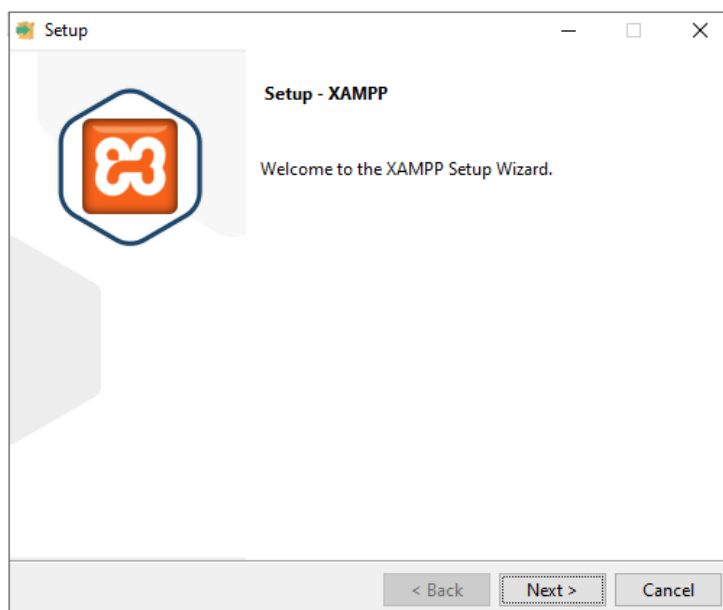 Setup
Setup - XAMPP
Welcome to the XAMPP Setup Wizard.
< Back
Next >
Cancel